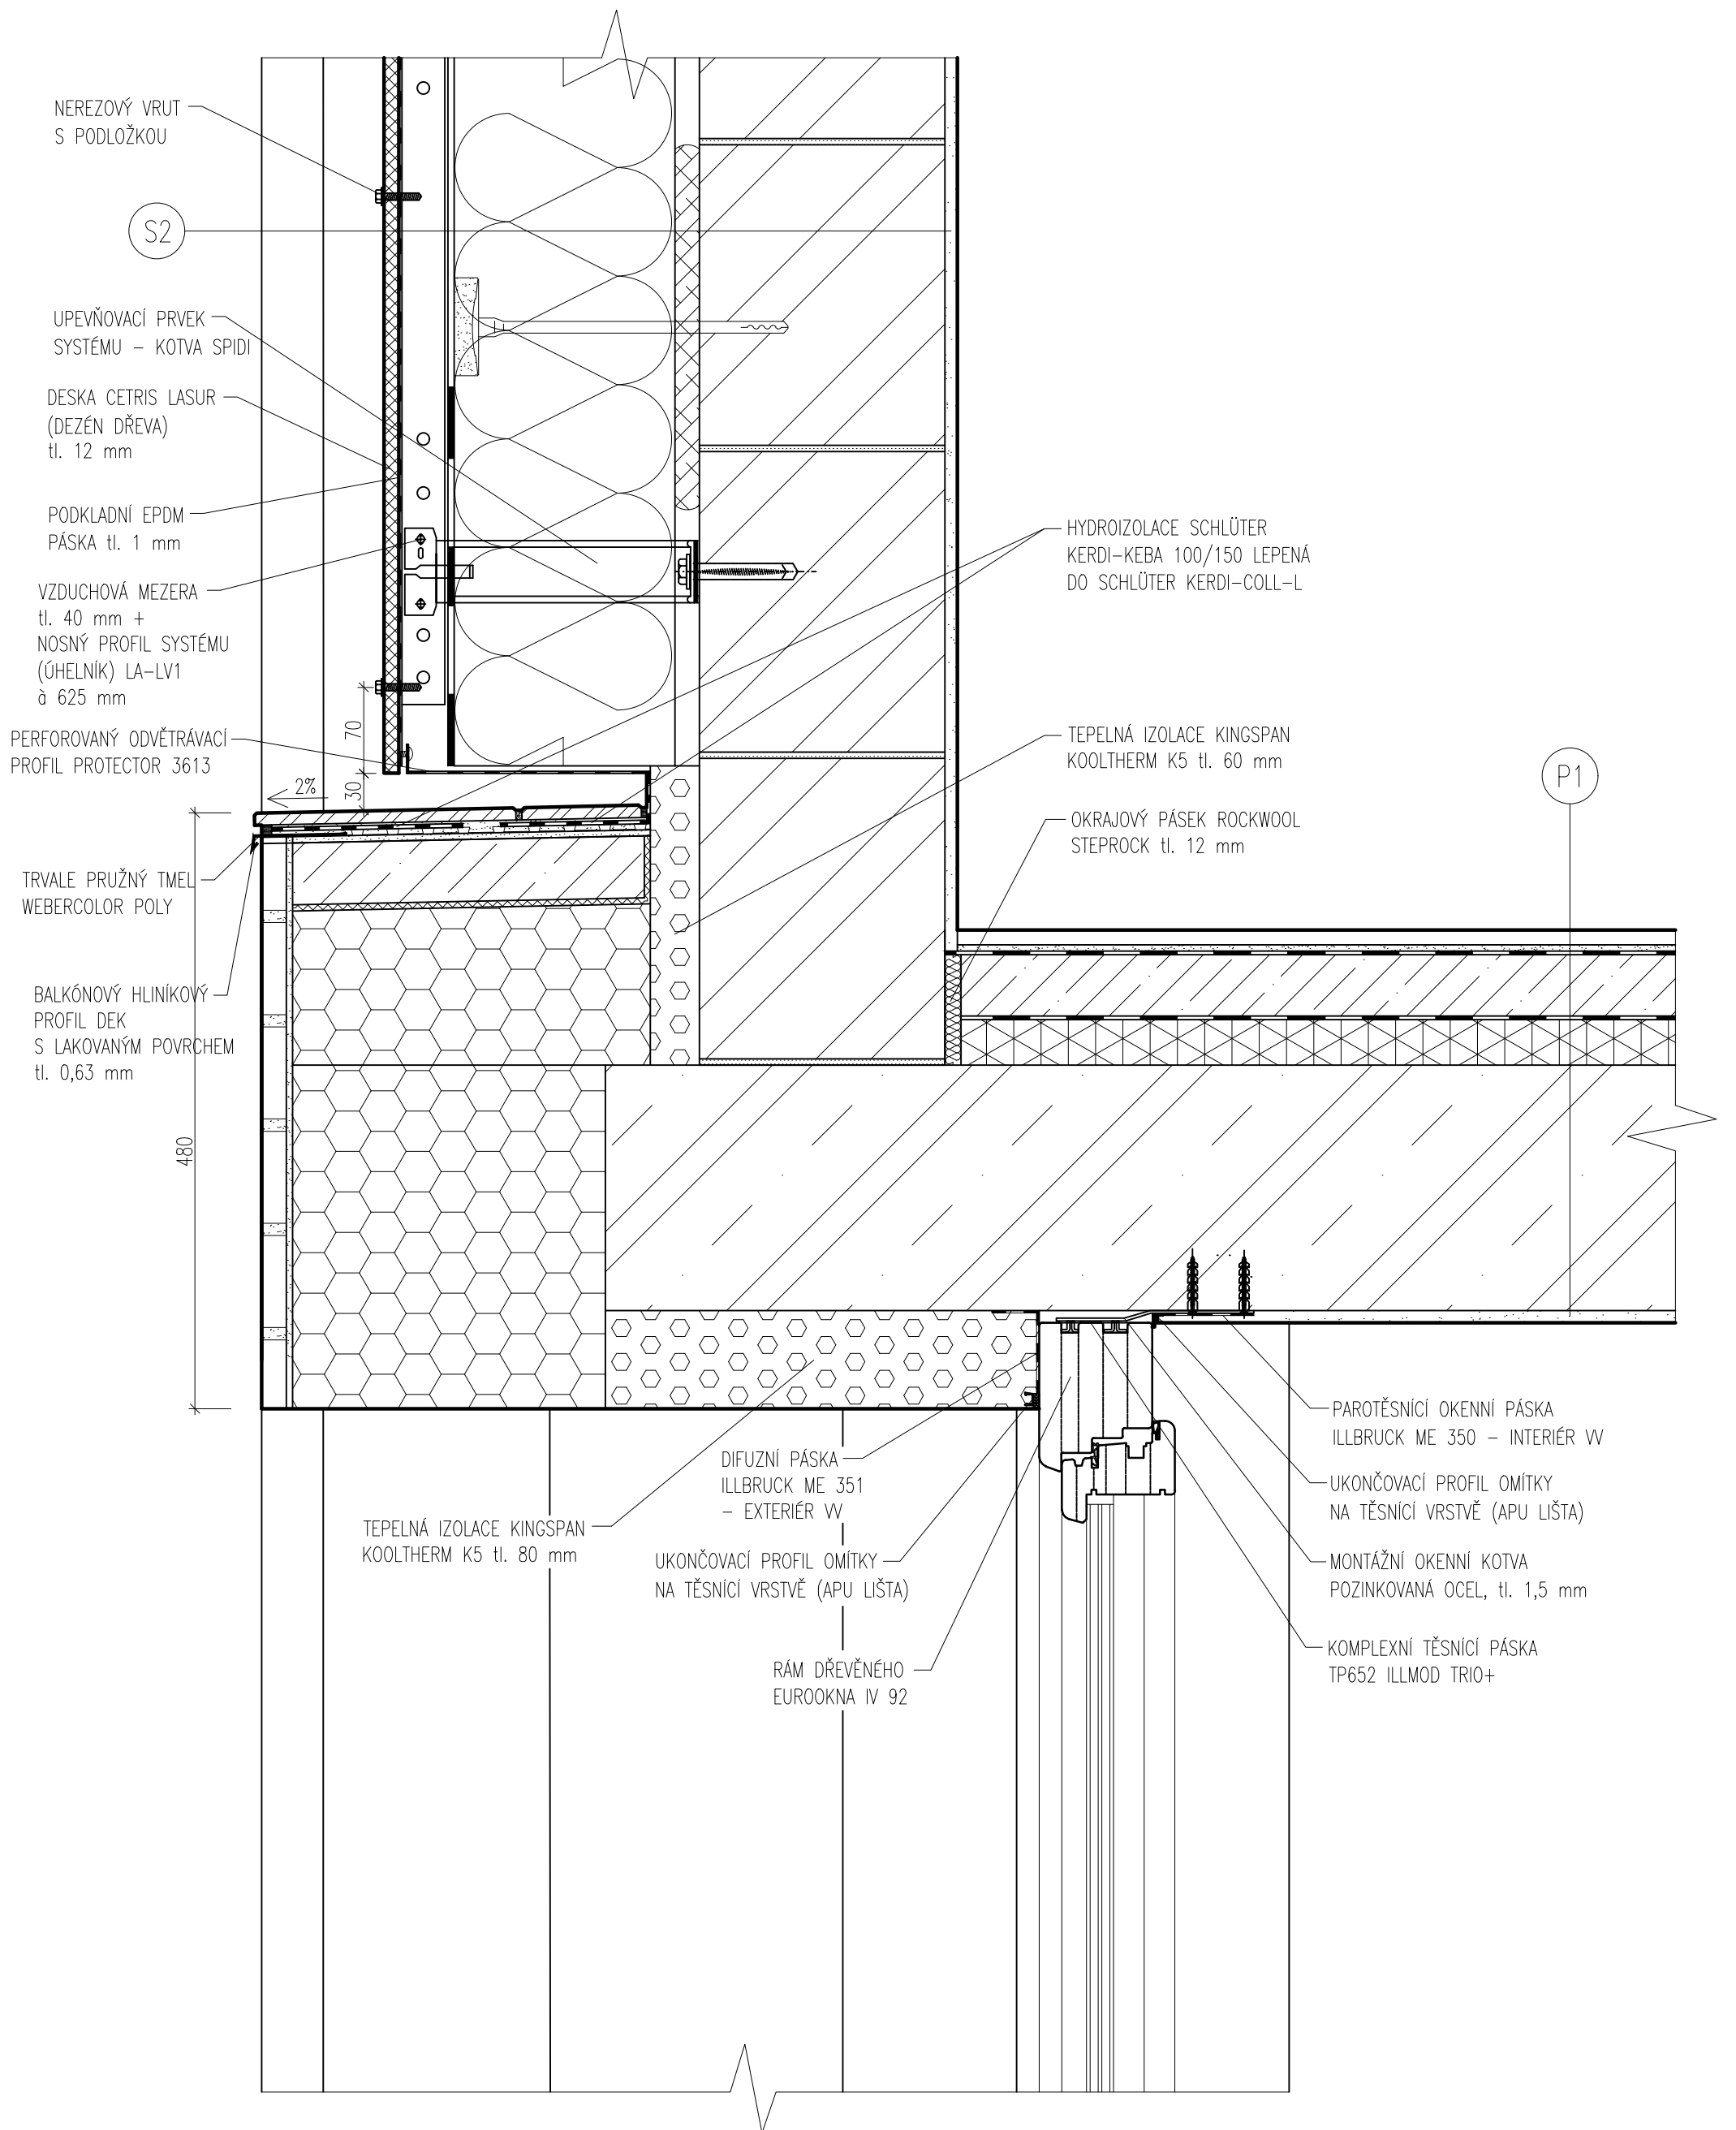 NEREZOVÝ VRUT
S PODLOŽKOU
S2
UPEVŇOVACÍ PRVEK
SYSTÉMU – KOTVA SPIDI
DESKA CETRIS LASUR
(DEZÉN DŘEVA)
tl. 12 mm
PODKLADNÍ EPDM
PÁSKA tl. 1 mm
VZDUCHOVÁ MEZERA
tl. 40 mm +
NOSNÝ PROFIL SYSTÉMU
(ÚHELNÍK) LA–LV1
à 625 mm
PERFOROVANÝ ODVĚTRÁVACÍ
PROFIL PROTECTOR 3613
70
30
2%
TRVALE PRUŽNÝ TMEL
WEBERCOLOR POLY
BALKÓNOVÝ HLINÍKOVÝ
PROFIL DEK
S LAKOVANÝM POVRCHEM
tl. 0,63 mm
480
HYDROIZOLACE SCHLÜTER
KERDI–KEBA 100/150 LEPENÁ
DO SCHLÜTER KERDI–COLL–L
TEPELNÁ IZOLACE KINGSPAN
KOOLTHERM K5 tl. 60 mm
P1
OKRAJOVÝ PÁSEK ROCKWOOL
STEPROCK tl. 12 mm
TEPELNÁ IZOLACE KINGSPAN
KOOLTHERM K5 tl. 80 mm
DIFUZNÍ PÁSKA
ILLBRUCK ME 351
– EXTERIÉR VV
UKONČOVACÍ PROFIL OMÍTKY
NA TĚSNÍCÍ VRSTVĚ (APU LIŠTA)
RÁM DŘEVĚNÉHO
EUROOKNA IV 92
PAROTĚSNÍCÍ OKENNÍ PÁSKA
ILLBRUCK ME 350 – INTERIÉR VV
UKONČOVACÍ PROFIL OMÍTKY
NA TĚSNÍCÍ VRSTVĚ (APU LIŠTA)
MONTÁŽNÍ OKENNÍ KOTVA
POZINKOVANÁ OCEL, tl. 1,5 mm
KOMPLEXNÍ TĚSNÍCÍ PÁSKA
TP652 ILLMOD TRIO+